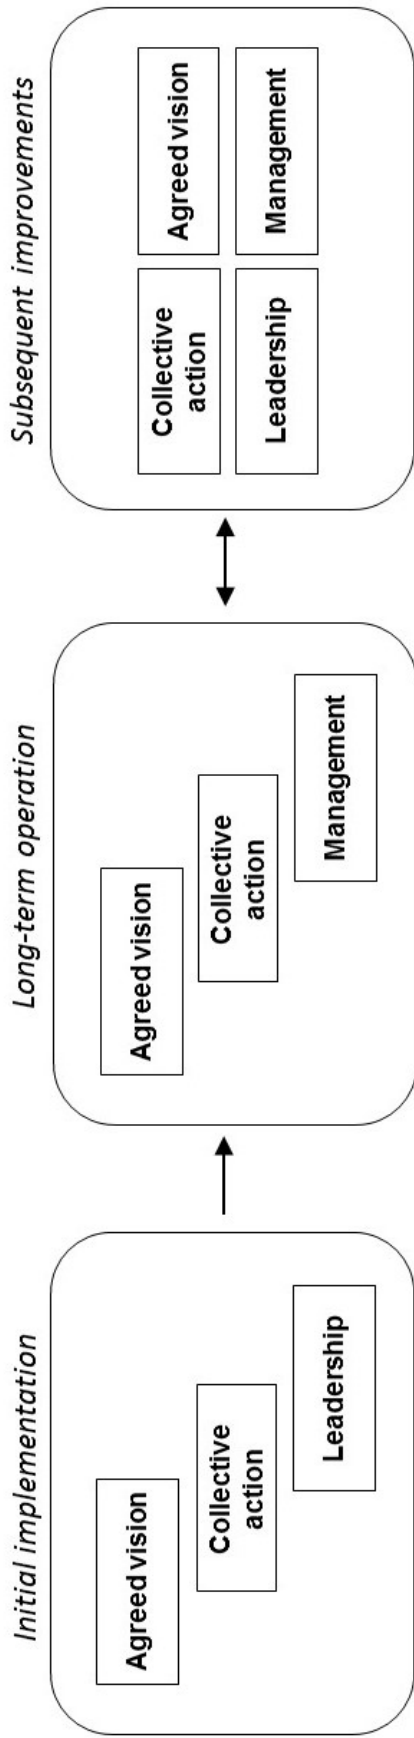 Initial implementation
Agreed vision
Collective
action
Leadership
Long-term operation
Agreed vision
Collective
action
Management
Subsequent improvements
Collective
action
Agreed vision
Leadership
Management